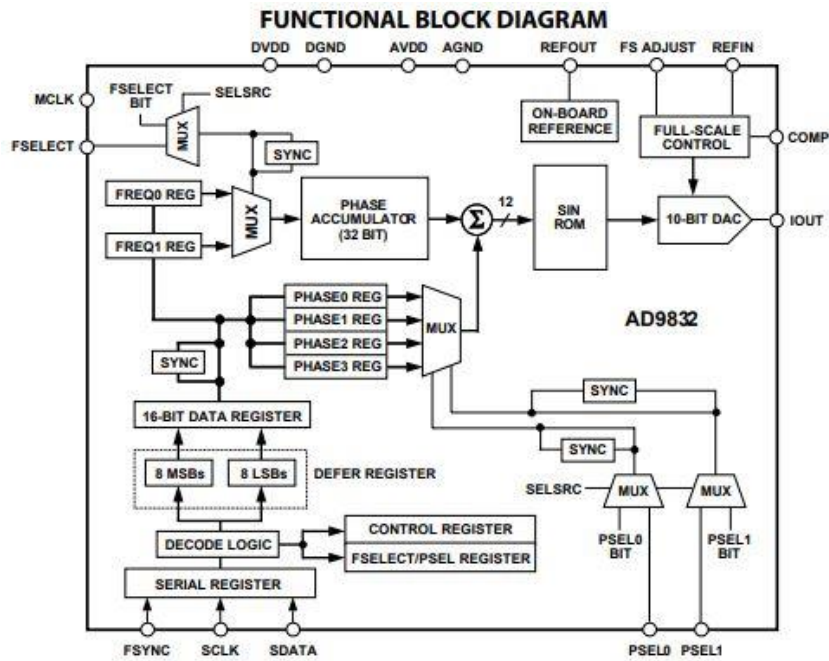 FUNCTIONAL BLOCK DIAGRAM
DVDD
DGND
AVDD
AGND
REFOUT
FS ADJUST
REFIN
MCLK
FSELECT
BIT
SELSRC
FSELECT
MUX
SYNC
ON-BOARD
REFERENCE
FULL-SCALE
CONTROL
COMP
FREQ0 REG
FREQ1 REG
MUX
PHASE
ACCUMULATOR
(32 BIT)
Σ
12
SIN
ROM
10-BIT DAC
IOUT
PHASE0 REG
PHASE1 REG
PHASE2 REG
PHASE3 REG
MUX
AD9832
SYNC
SYNC
SYNC
16-BIT DATA REGISTER
8 MSBs
8 LSBs
DEFER REGISTER
SELSRC
MUX
MUX
PSEL0
BIT
PSEL1
BIT
DECODE LOGIC
CONTROL REGISTER
FSELECT/PSEL REGISTER
SERIAL REGISTER
FSYNC
SCLK
SDATA
PSEL0
PSEL1